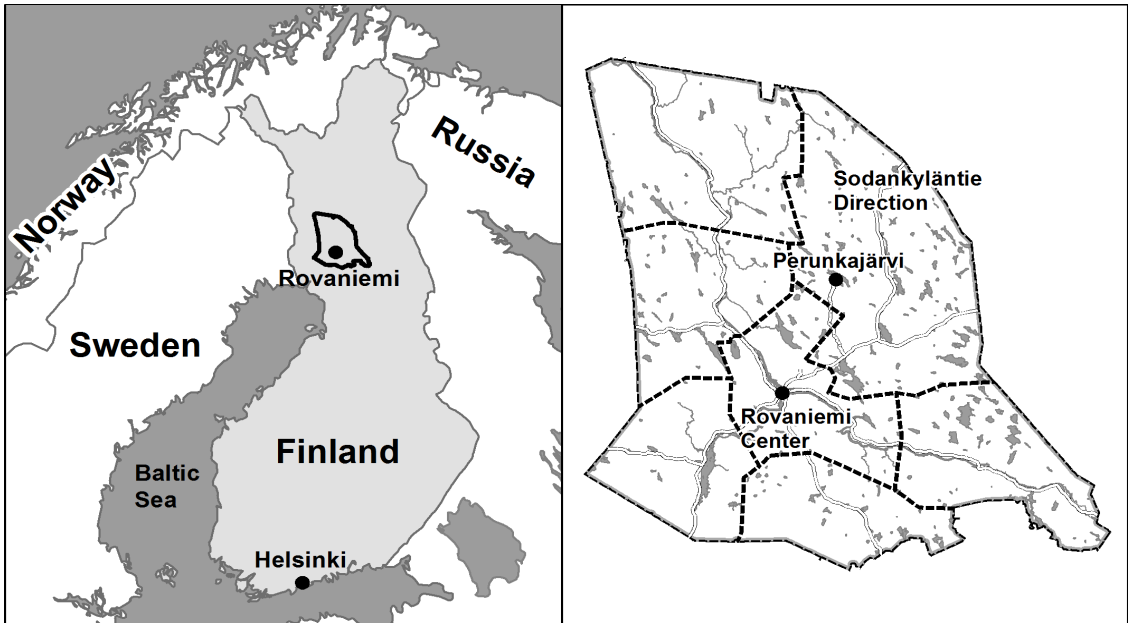 Norway
Russia
Rovaniemi
Sweden
Finland
Baltic
Sea
Helsinki
Sodankyläntie
Direction
Perunkajärvi
Rovaniemi
Center